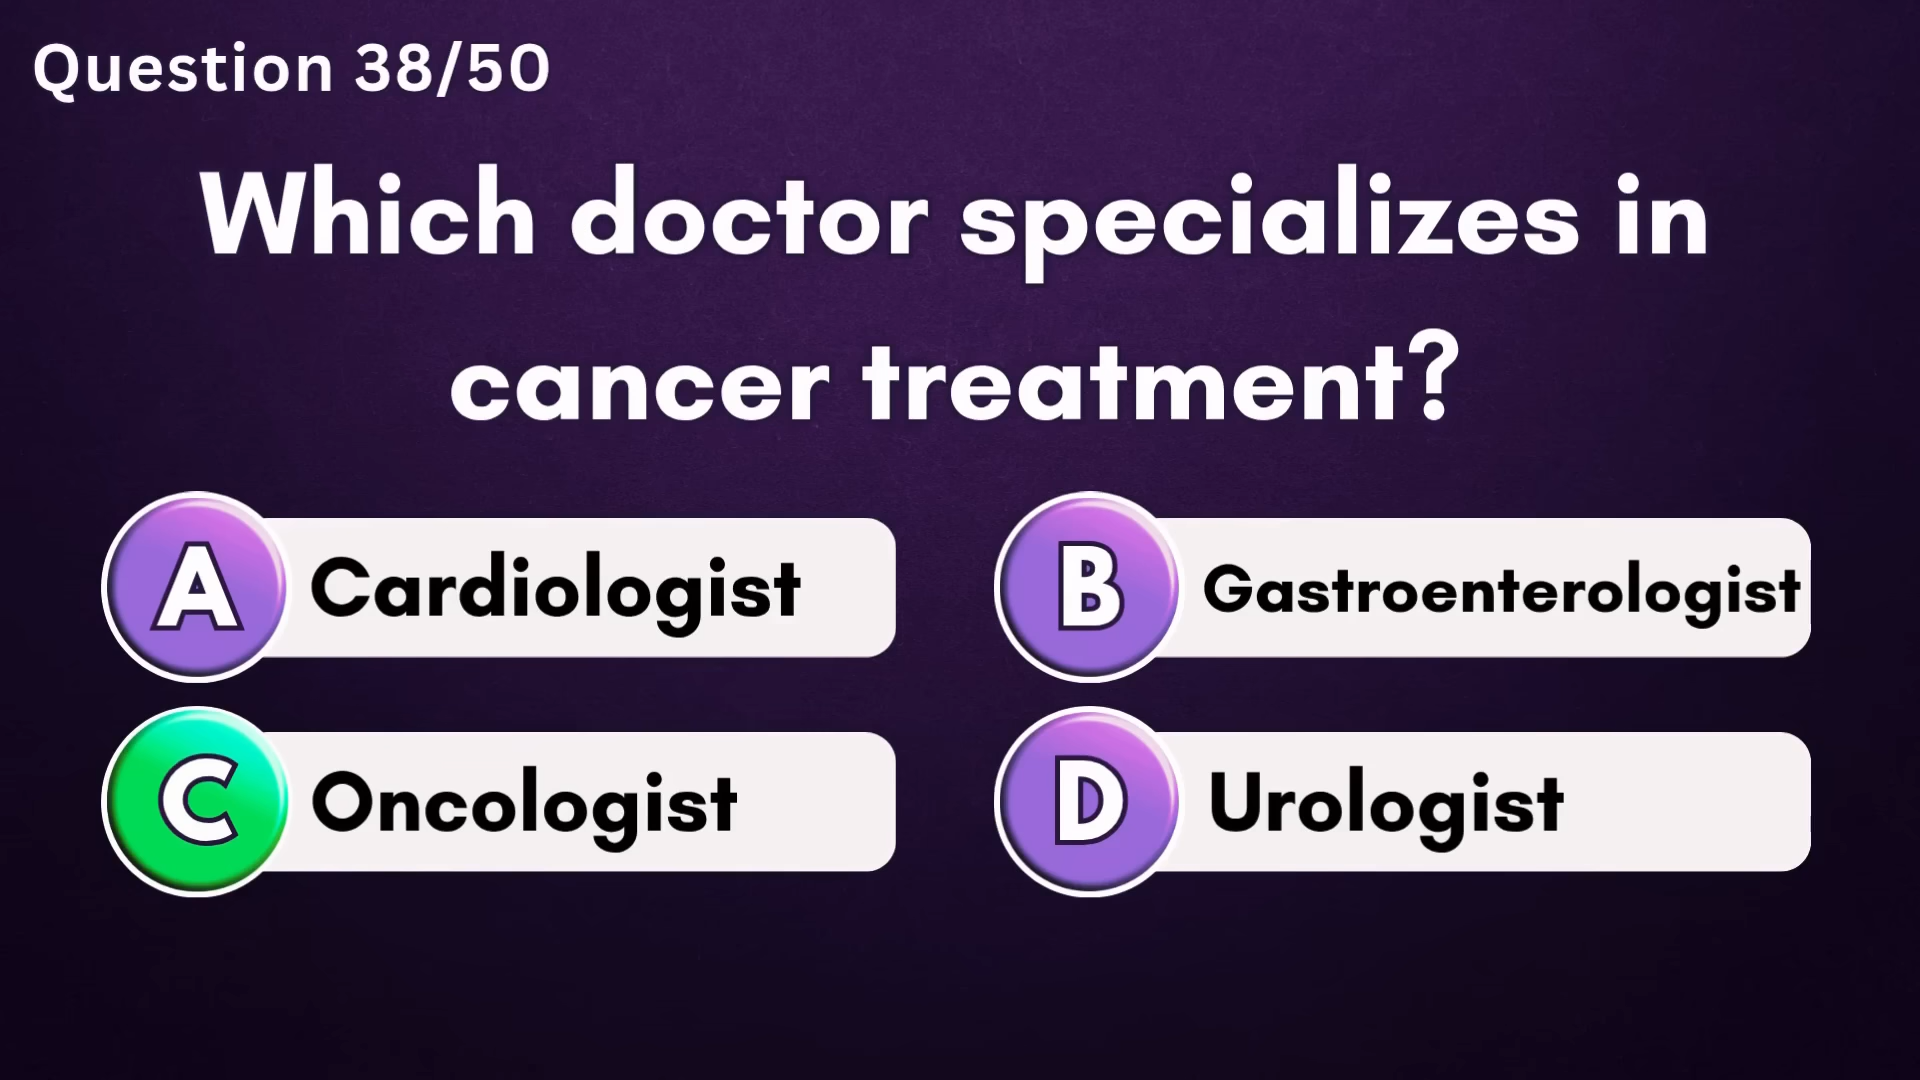 Question 38/50
Which doctor specializes in
cancer treatment?
A Cardiologist
B Gastroenterologist
C Oncologist
D Urologist